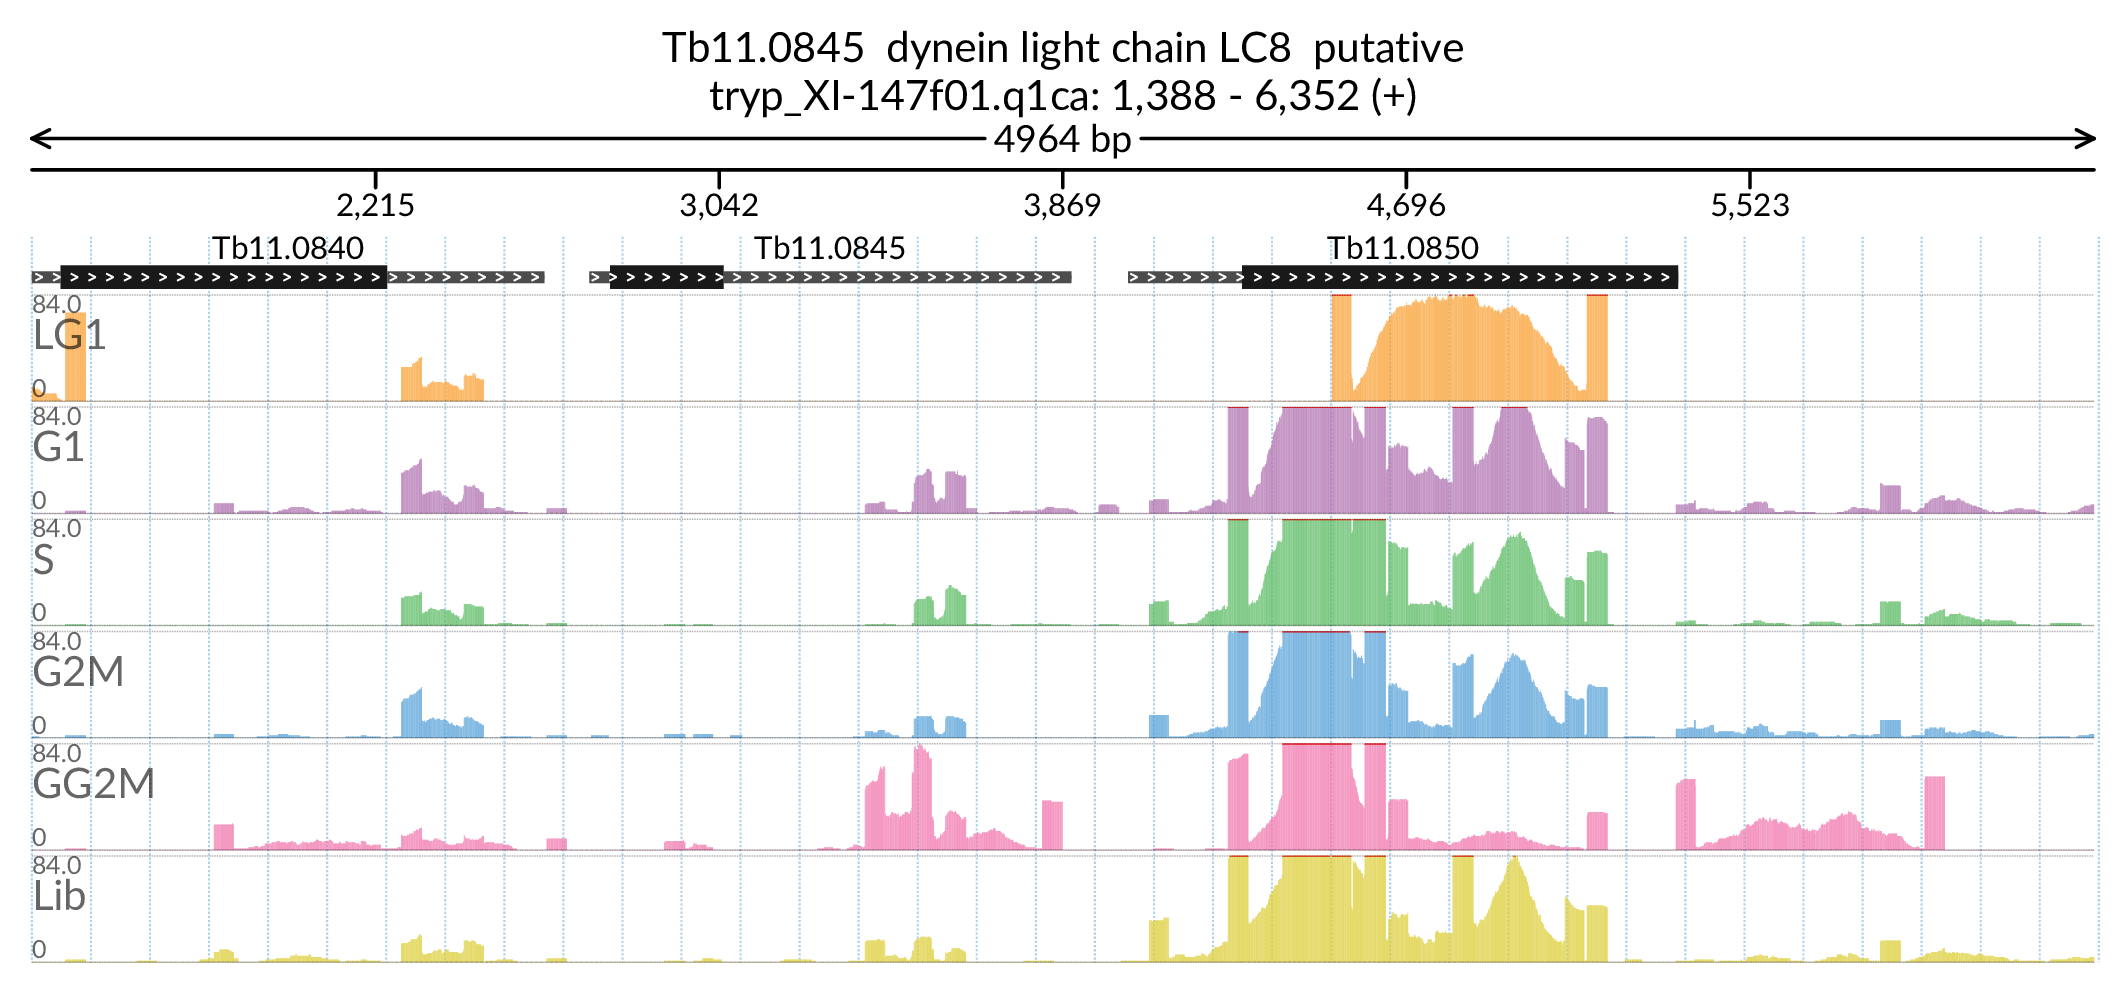 Tb11.0845 dynein light chain LC8 putative
tryp_XI-147f01.q1ca: 1,388 - 6,352 (+)
4964 bp
2,215 3,042 3,869 4,696 5,523
Tb11.0840 Tb11.0845 Tb11.0850
84.0
LG1
0
84.0
G1
0
84.0
S
0
84.0
G2M
0
84.0
GG2M
0
84.0
Lib
0